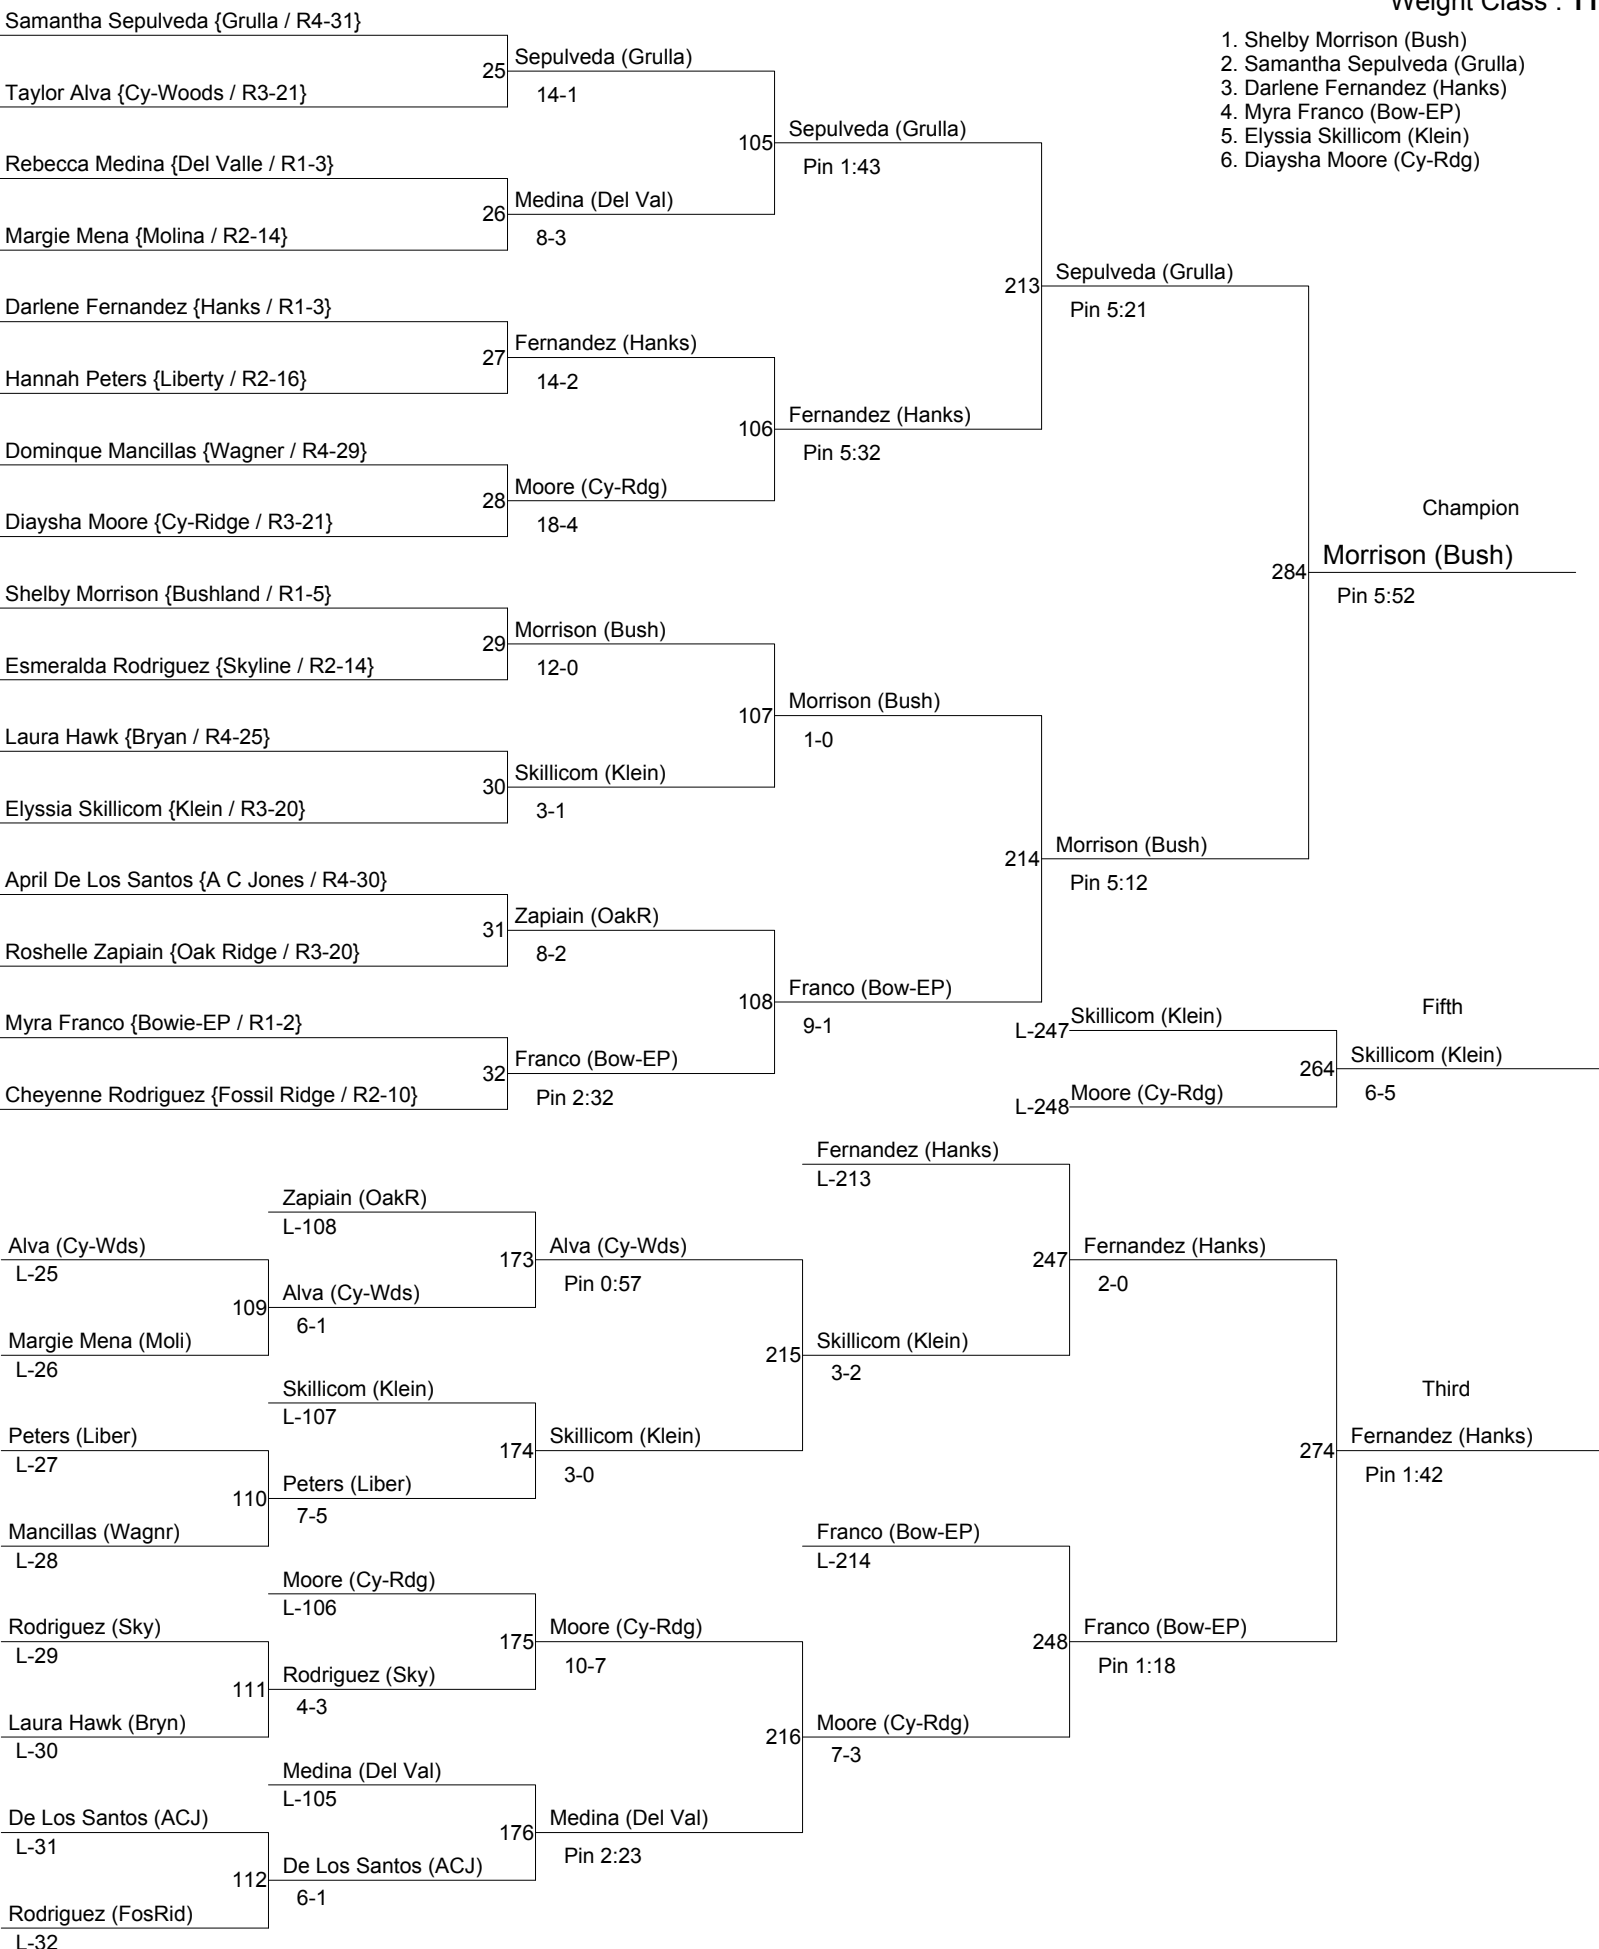 Weight Class : 11
1. Shelby Morrison (Bush)
2. Samantha Sepulveda (Grulla)
3. Darlene Fernandez (Hanks)
4. Myra Franco (Bow-EP)
5. Elyssia Skillicom (Klein)
6. Diaysha Moore (Cy-Rdg)
Samantha Sepulveda {Grulla / R4-31}
25
Sepulveda (Grulla)
14-1
Taylor Alva {Cy-Woods / R3-21}
105
Sepulveda (Grulla)
Pin 1:43
Rebecca Medina {Del Valle / R1-3}
26
Medina (Del Val)
8-3
Margie Mena {Molina / R2-14}
213
Sepulveda (Grulla)
Pin 5:21
Darlene Fernandez {Hanks / R1-3}
27
Fernandez (Hanks)
14-2
Hannah Peters {Liberty / R2-16}
106
Fernandez (Hanks)
Pin 5:32
Dominque Mancillas {Wagner / R4-29}
28
Moore (Cy-Rdg)
18-4
Diaysha Moore {Cy-Ridge / R3-21}
Champion
284
Morrison (Bush)
Pin 5:52
Shelby Morrison {Bushland / R1-5}
29
Morrison (Bush)
12-0
Esmeralda Rodriguez {Skyline / R2-14}
107
Morrison (Bush)
1-0
Laura Hawk {Bryan / R4-25}
30
Skillicom (Klein)
3-1
Elyssia Skillicom {Klein / R3-20}
214
Morrison (Bush)
Pin 5:12
April De Los Santos {A C Jones / R4-30}
31
Zapiain (OakR)
8-2
Roshelle Zapiain {Oak Ridge / R3-20}
108
Franco (Bow-EP)
9-1
Myra Franco {Bowie-EP / R1-2}
32
Franco (Bow-EP)
Pin 2:32
Cheyenne Rodriguez {Fossil Ridge / R2-10}
Fifth
L-247
Skillicom (Klein)
264
Skillicom (Klein)
6-5
L-248
Moore (Cy-Rdg)
Fernandez (Hanks)
L-213
Zapiain (OakR)
L-108
Alva (Cy-Wds)
L-25
173
Alva (Cy-Wds)
Pin 0:57
247
Fernandez (Hanks)
2-0
109
Alva (Cy-Wds)
6-1
Margie Mena (Moli)
L-26
215
Skillicom (Klein)
3-2
Skillicom (Klein)
L-107
Third
Peters (Liber)
L-27
174
Skillicom (Klein)
3-0
274
Fernandez (Hanks)
Pin 1:42
110
Peters (Liber)
7-5
Mancillas (Wagnr)
L-28
Franco (Bow-EP)
L-214
Moore (Cy-Rdg)
L-106
Rodriguez (Sky)
L-29
175
Moore (Cy-Rdg)
10-7
248
Franco (Bow-EP)
Pin 1:18
111
Rodriguez (Sky)
4-3
Laura Hawk (Bryn)
L-30
216
Moore (Cy-Rdg)
7-3
Medina (Del Val)
L-105
De Los Santos (ACJ)
L-31
176
Medina (Del Val)
Pin 2:23
112
De Los Santos (ACJ)
6-1
Rodriguez (FosRid)
L-32